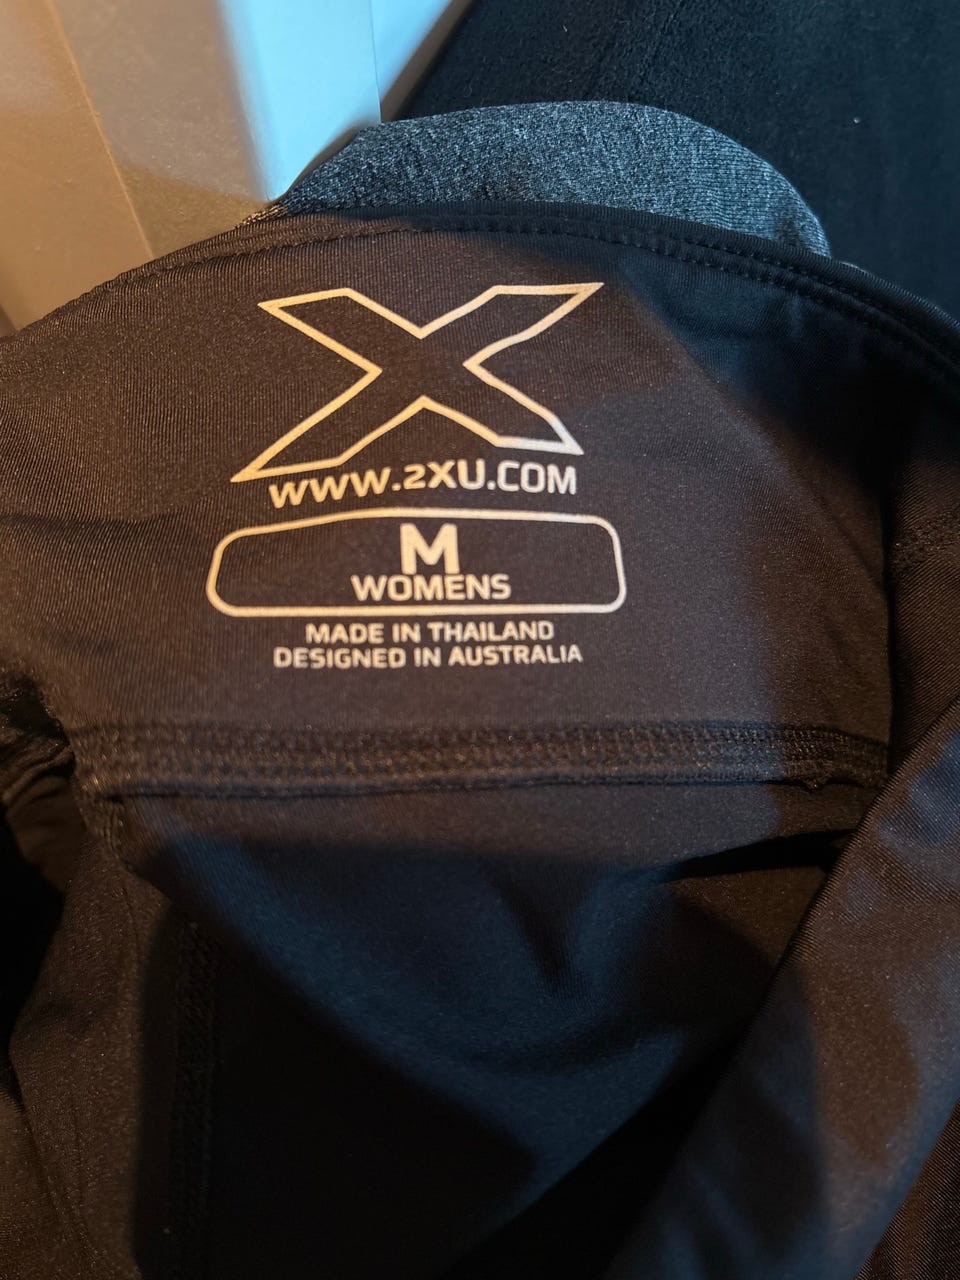 WWW.2XU.COM
M
WOMENS
MADE IN THAILAND
DESIGNED IN AUSTRALIA